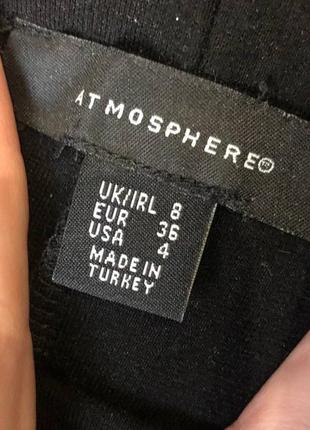 ATMOSPHERE®
UK/IRL 8
EUR 36
USA 4
MADE IN
TURKEY